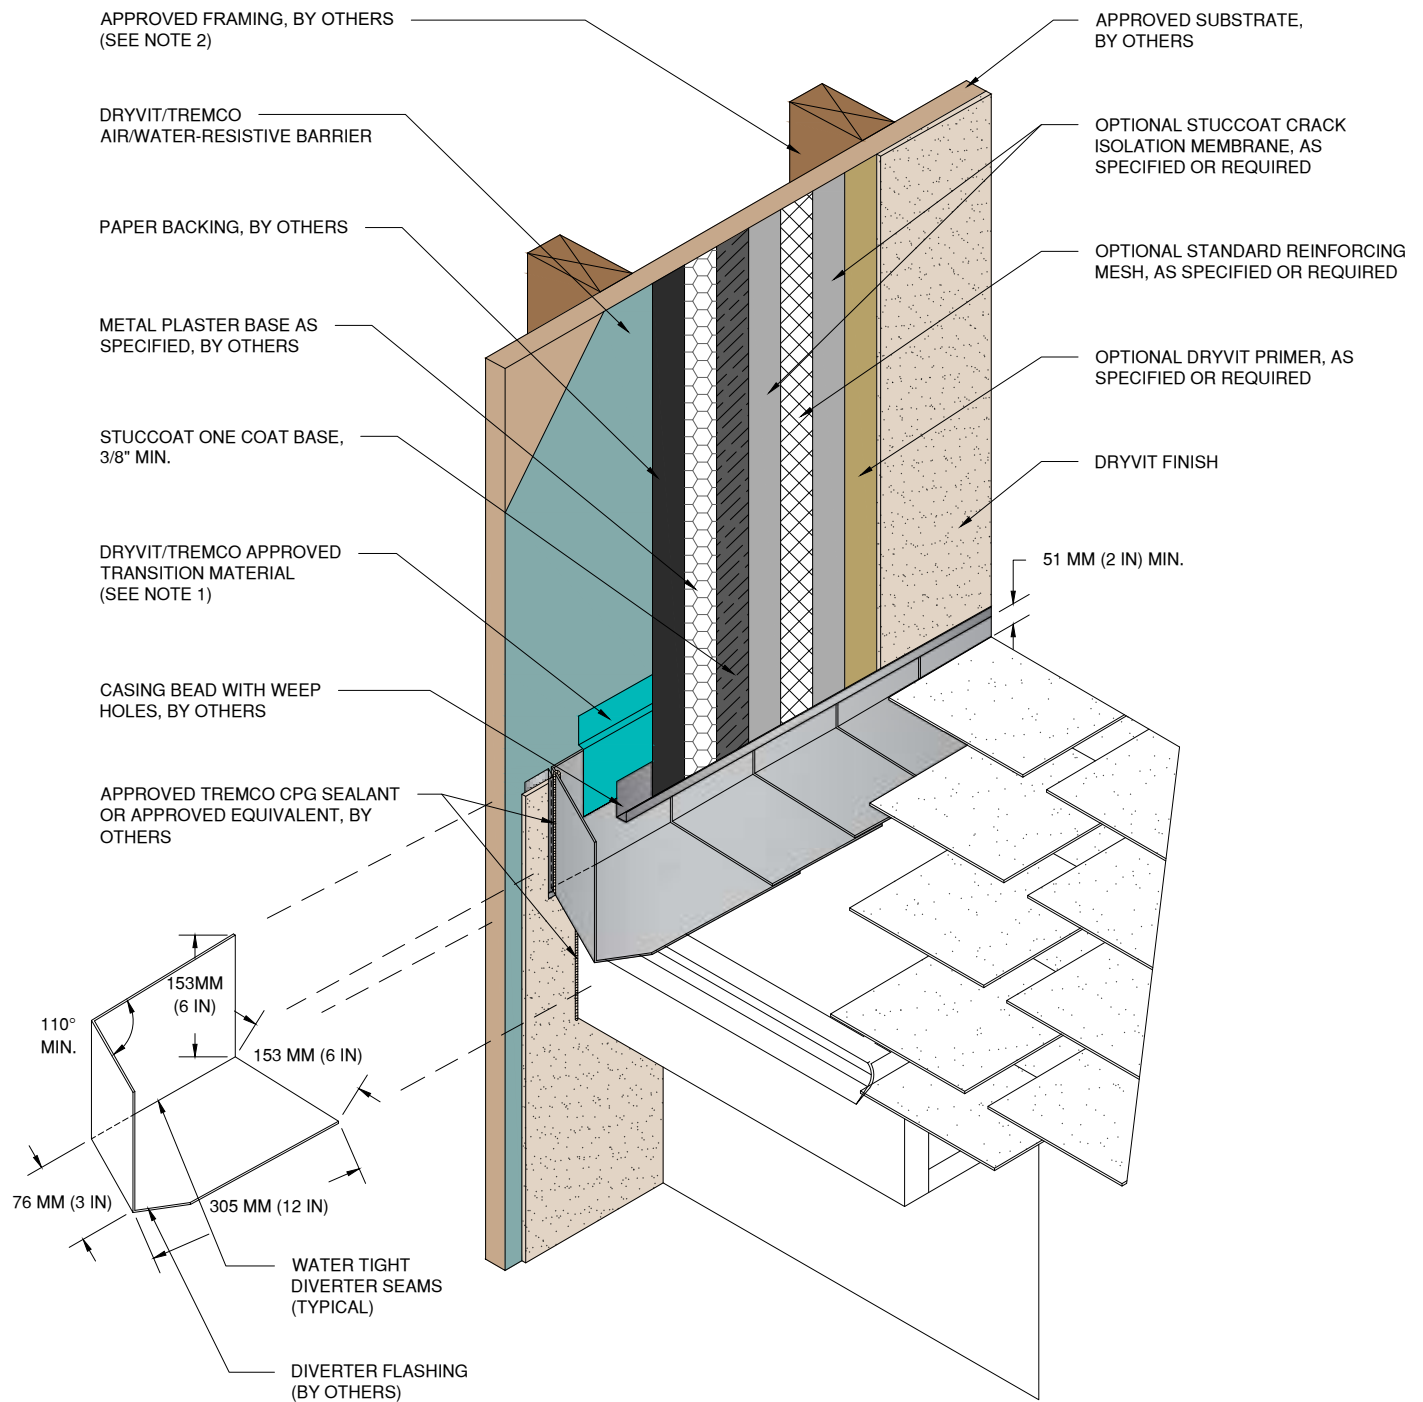 APPROVED FRAMING, BY OTHERS
(SEE NOTE 2)
DRYVIT/TREMCO
AIR/WATER-RESISTIVE BARRIER
PAPER BACKING, BY OTHERS
METAL PLASTER BASE AS
SPECIFIED, BY OTHERS
STUCCOAT ONE COAT BASE,
3/8" MIN.
DRYVIT/TREMCO APPROVED
TRANSITION MATERIAL
(SEE NOTE 1)
CASING BEAD WITH WEEP
HOLES, BY OTHERS
APPROVED TREMCO CPG SEALANT
OR APPROVED EQUIVALENT, BY
OTHERS
APPROVED SUBSTRATE,
BY OTHERS
OPTIONAL STUCCOAT CRACK
ISOLATION MEMBRANE, AS
SPECIFIED OR REQUIRED
OPTIONAL STANDARD REINFORCING
MESH, AS SPECIFIED OR REQUIRED
OPTIONAL DRYVIT PRIMER, AS
SPECIFIED OR REQUIRED
DRYVIT FINISH
51 MM (2 IN) MIN.
153MM
(6 IN)
110°
MIN.
153 MM (6 IN)
76 MM (3 IN)
305 MM (12 IN)
WATER TIGHT
DIVERTER SEAMS
(TYPICAL)
DIVERTER FLASHING
(BY OTHERS)